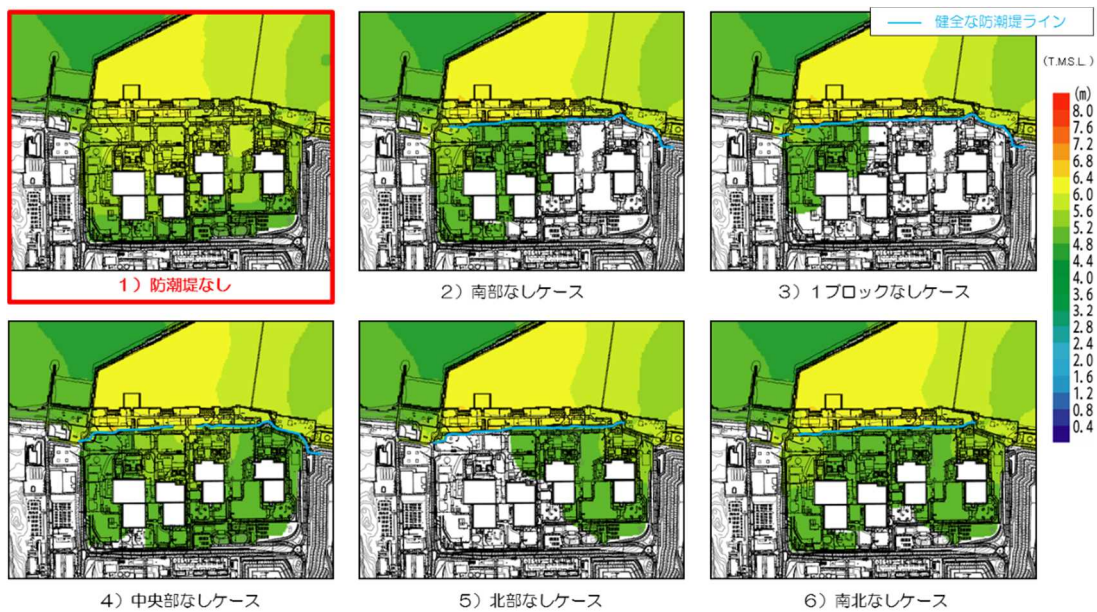 健全な防潮堤ライン
(T.M.S.L.)
(m)
8.0
7.6
7.2
6.8
6.4
6.0
5.6
5.2
4.8
4.4
4.0
3.6
3.2
2.8
2.4
2.0
1.6
1.2
0.8
0.4
1）防潮堤なし
2）南部なしケース
3）1ブロックなしケース
4）中央部なしケース
5）北部なしケース
6）南北なしケース